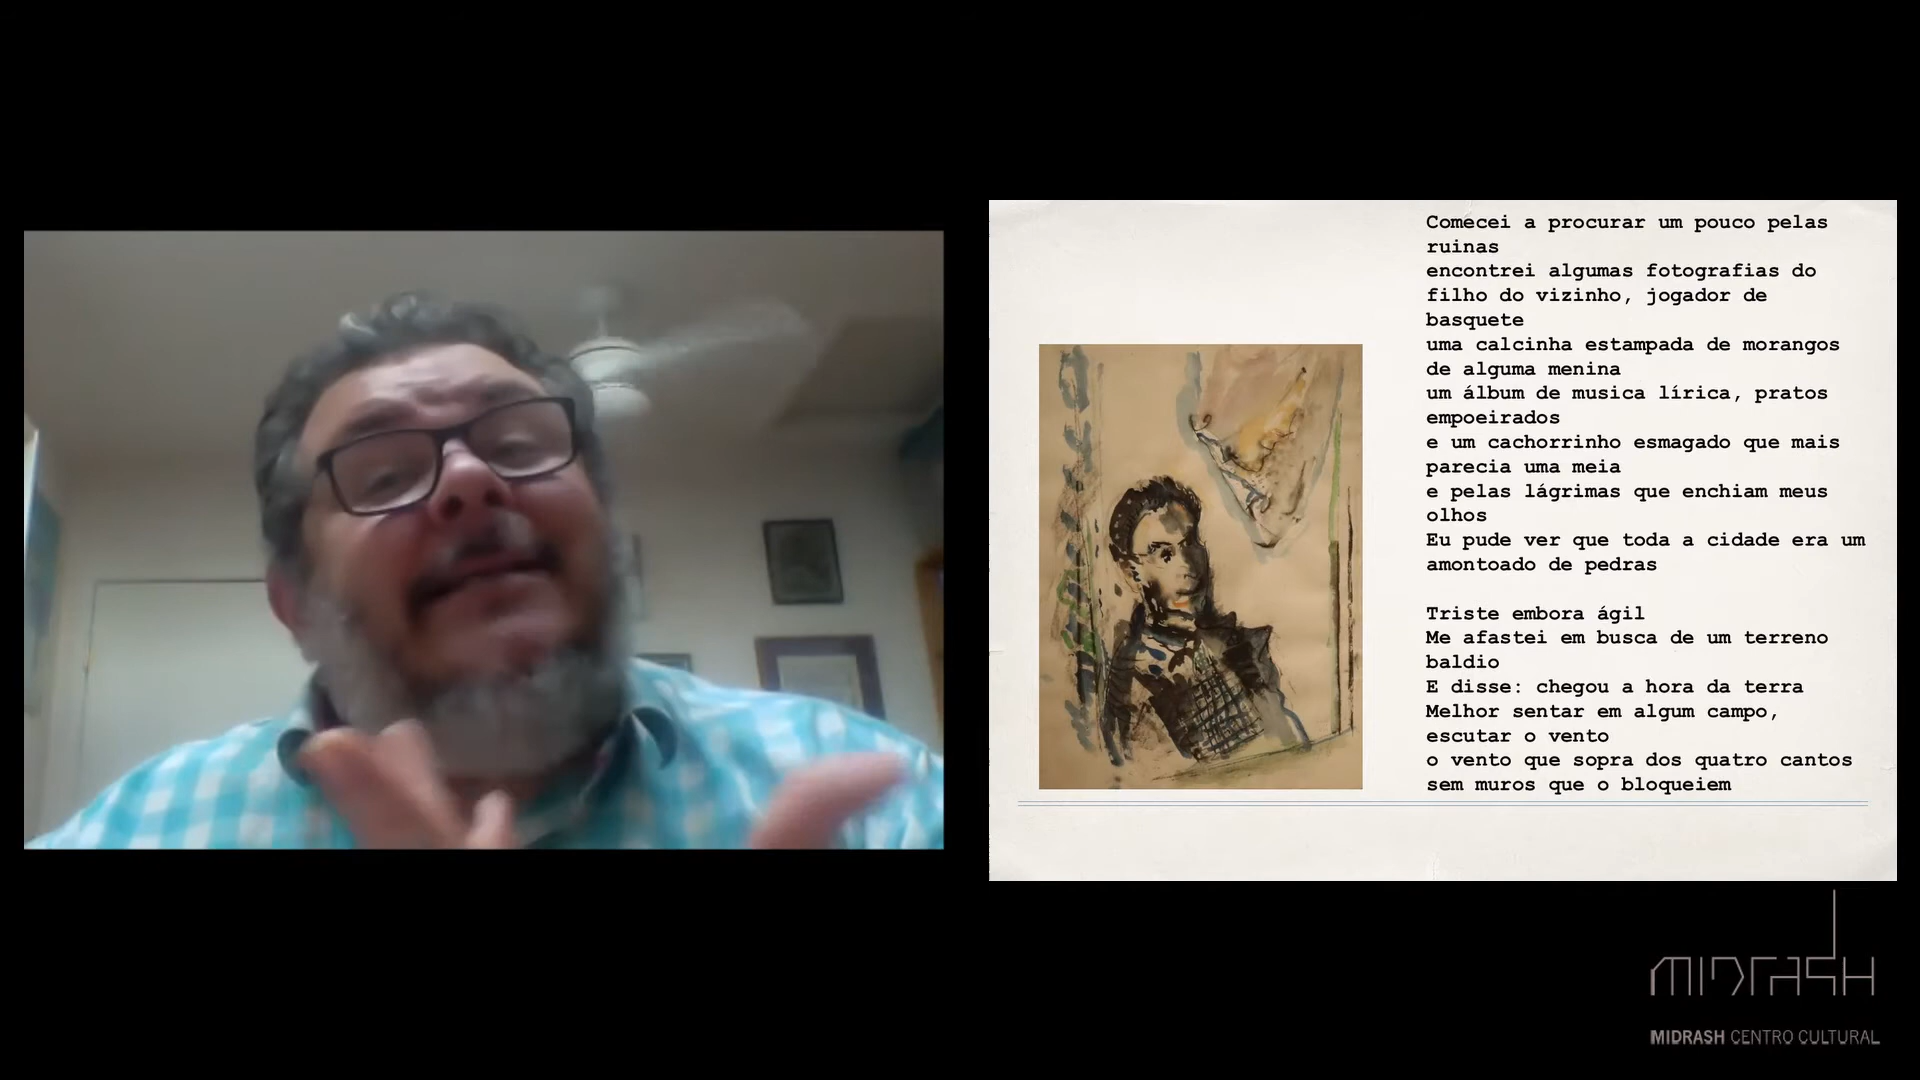 Comecei a procurar um pouco pelas
ruinas
encontrei algumas fotografias do
filho do vizinho, jogador de
basquete
uma calcinha estampada de morangos
de alguma menina
um álbum de musica lírica, pratos
empoeirados
e um cachorrinho esmagado que mais
parecia uma meia
e pelas lágrimas que enchiam meus
olhos
Eu pude ver que toda a cidade era um
amontoado de pedras
Triste embora ágil
Me afastei em busca de um terreno
baldio
E disse: chegou a hora da terra
Melhor sentar em algum campo,
escutar o vento
o vento que sopra dos quatro cantos
sem muros que o bloqueiem
MIDRASH
MIDRASH CENTRO CULTURAL